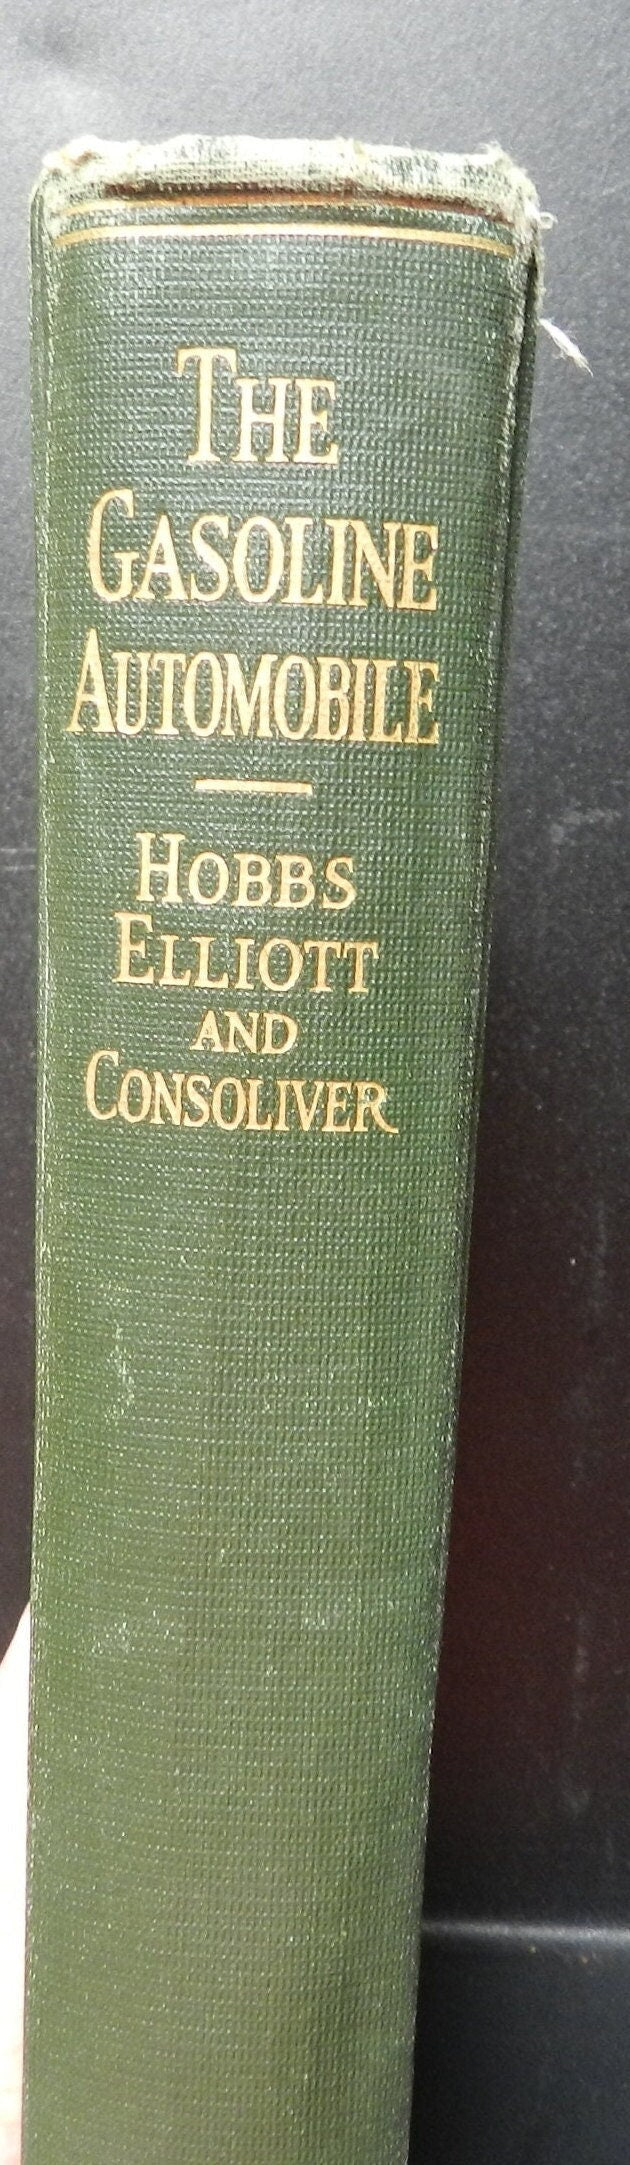 THE
GASOLINE
AUTOMOBILE
HOBBS
ELLIOTT
AND
CONSOLIVER